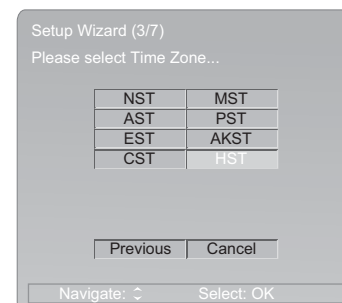 Setup Wizard (3/7)
Please select Time Zone...
NST MST
AST PST
EST AKST
CST HST
Previous Cancel
Navigate: Select: OK